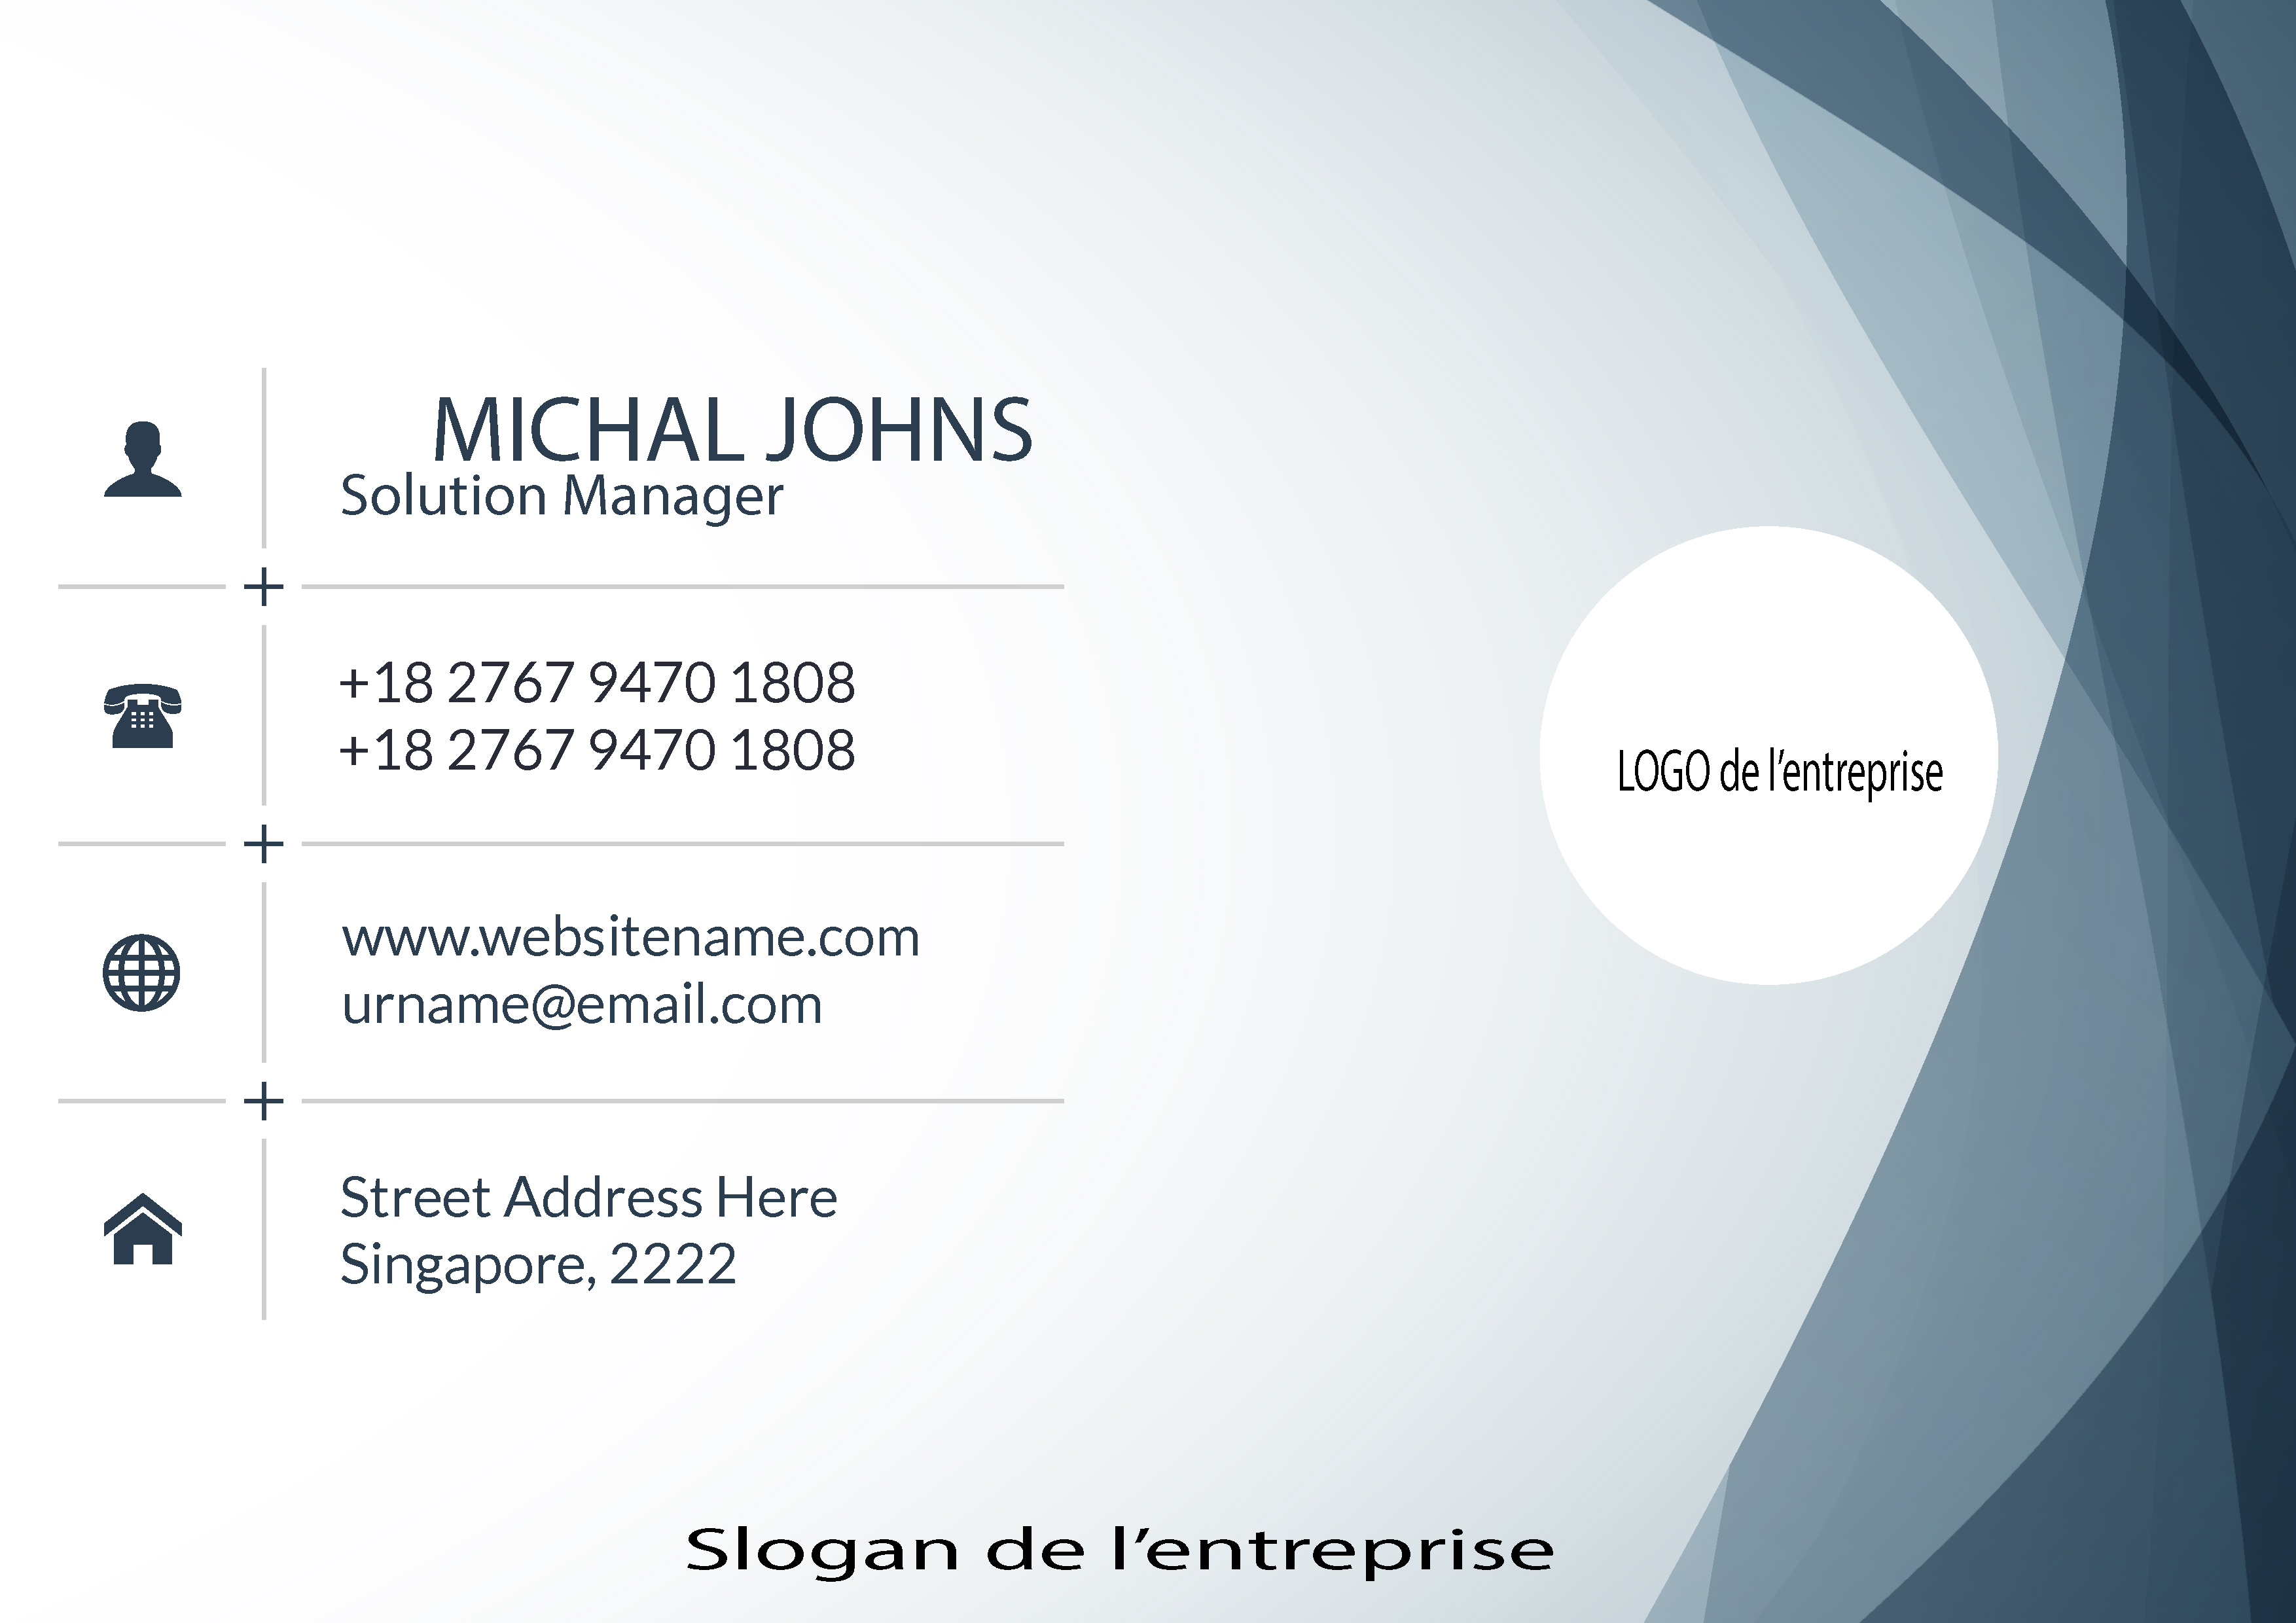 MICHAL JOHNS
Solution Manager
+18 2767 9470 1808
+18 2767 9470 1808
www.websitename.com
urname@email.com
Street Address Here
Singapore, 2222
LOGO de l’entreprise
Slogan de l’entreprise